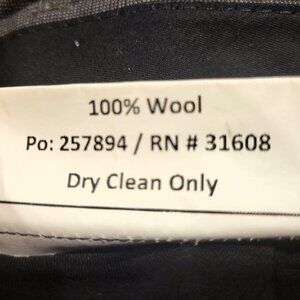 100% Wool
Po: 257894 / RN # 31608
Dry Clean Only